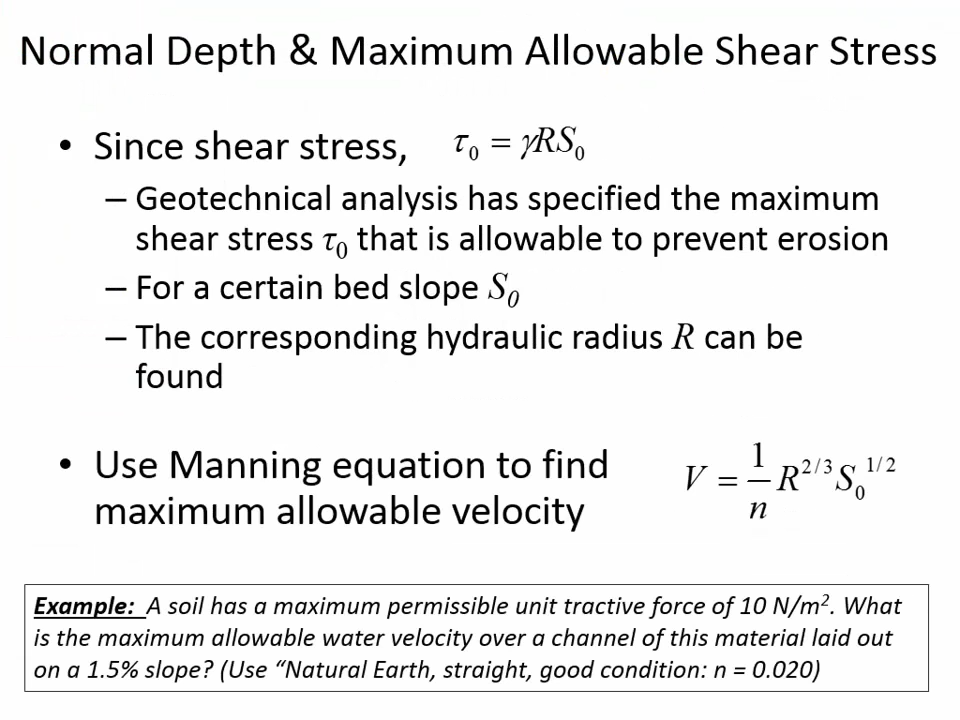 Normal Depth & Maximum Allowable Shear Stress
• Since shear stress, τ₀ = γRS₀
– Geotechnical analysis has specified the maximum
shear stress τ₀ that is allowable to prevent erosion
– For a certain bed slope S₀
– The corresponding hydraulic radius R can be
found
• Use Manning equation to find
maximum allowable velocity
V = 1/n R^2/3 S₀^1/2
Example: A soil has a maximum permissible unit tractive force of 10 N/m². What
is the maximum allowable water velocity over a channel of this material laid out
on a 1.5% slope? (Use “Natural Earth, straight, good condition: n = 0.020)